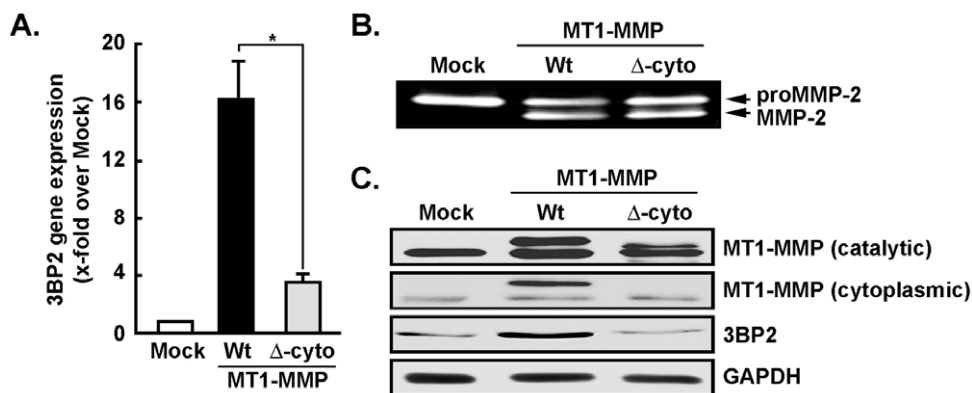 A.
3BP2 gene expression
(x-fold over Mock)
20
16
12
8
4
0
*
Mock
Wt
Δ-cyto
MT1-MMP
B.
MT1-MMP
Mock
Wt
Δ-cyto
proMMP-2
MMP-2
C.
MT1-MMP
Mock
Wt
Δ-cyto
MT1-MMP (catalytic)
MT1-MMP (cytoplasmic)
3BP2
GAPDH